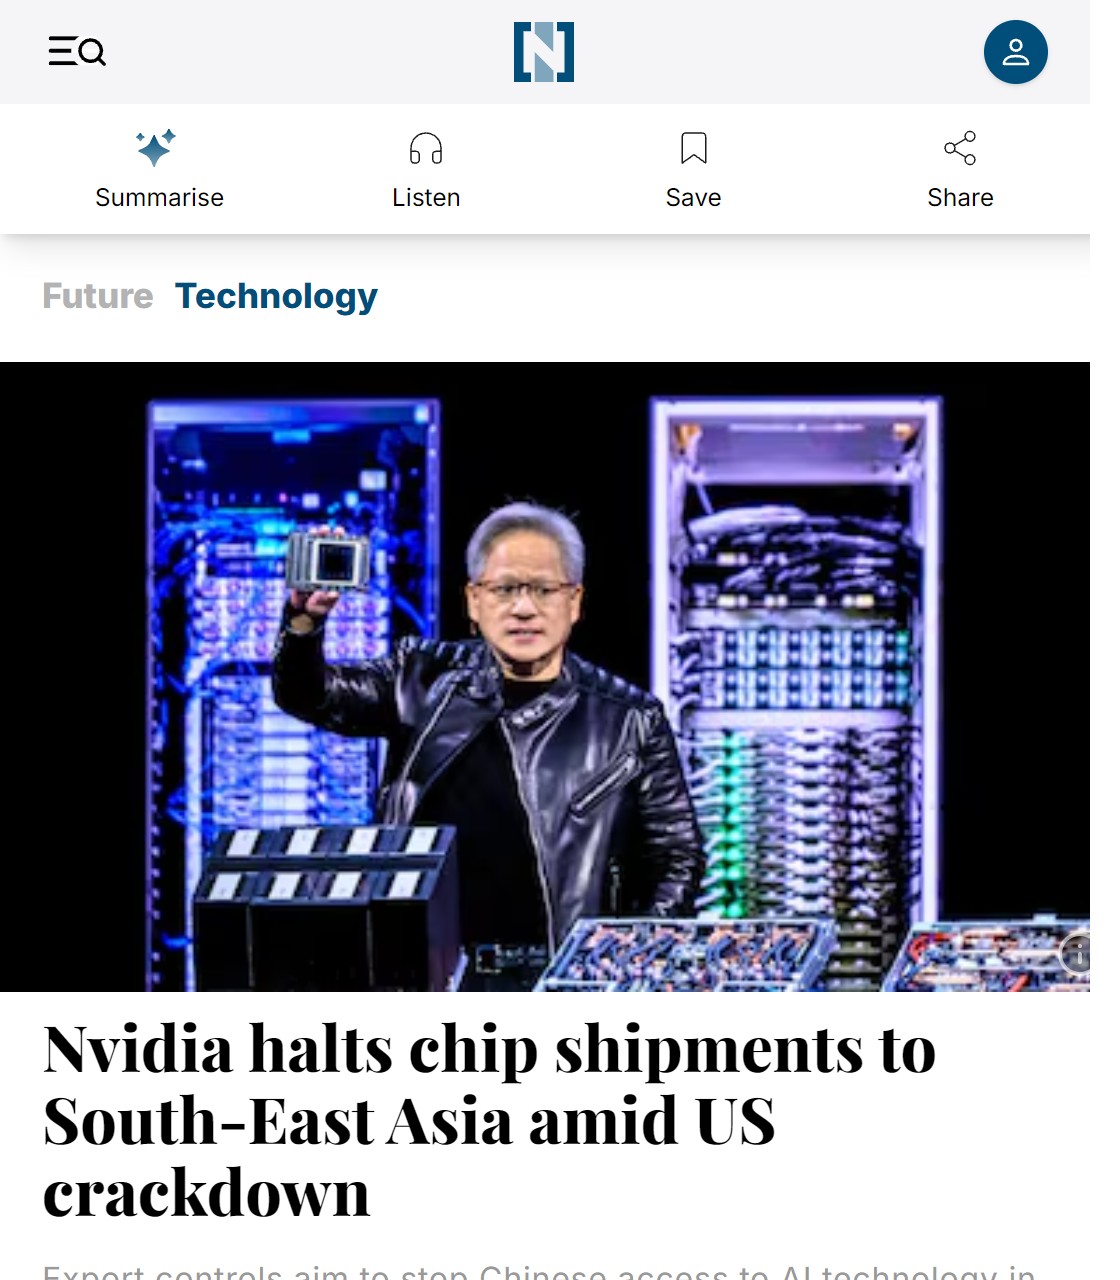 N
Summarise
Listen
Save
Share
Future Technology
Nvidia halts chip shipments to
South-East Asia amid US
crackdown
Export controls aim to stop Chinese access to AI technology in